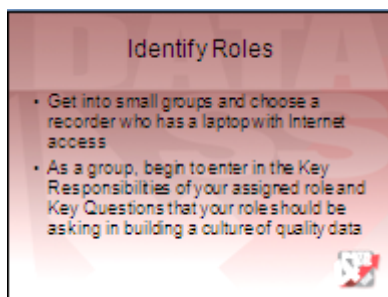 Identify Roles
• Get into small groups and choose a
recorder who has a laptop with Internet
access
• As a group, begin to enter in the Key
Responsibilities of your assigned role and
Key Questions that your role should be
asking in building a culture of quality data